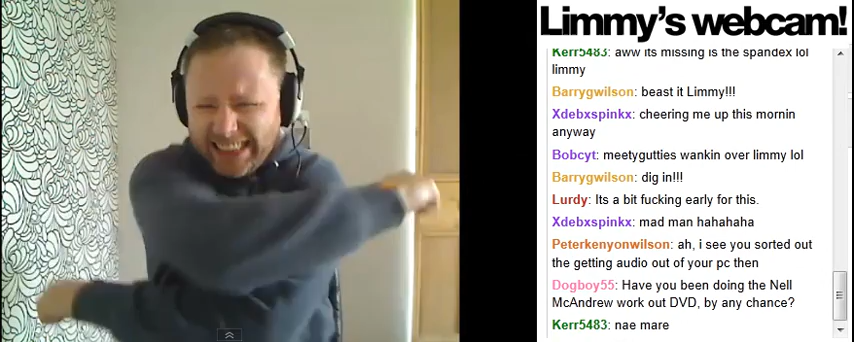 Limmy's webcam!
Kerr5483: aww its missing is the spandex lol
limmy
Barrygwilson: beast it Limmy!!!
Xdebxspinkx: cheering me up this mornin
anyway
Bobcyt: meetygutties wankin over limmy lol
Barrygwilson: dig in!!!
Lurdy: Its a bit fucking early for this.
Xdebxspinkx: mad man hahahaha
Peterkenyonwilson: ah, i see you sorted out
the getting audio out of your pc then
Dogboy55: Have you been doing the Nell
McAndrew work out DVD, by any chance?
Kerr5483: nae mare